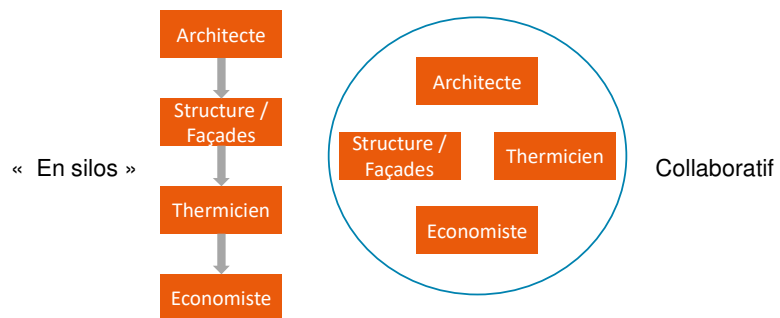 Architecte
Structure /
Façades
« En silos »
Thermicien
Economiste
Architecte
Structure /
Façades
Thermicien
Economiste
Collaboratif